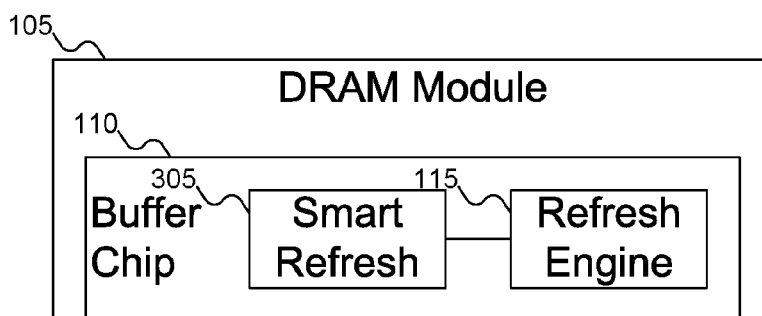 105
DRAM Module
110
305
115
Buffer Chip
Smart Refresh
Refresh Engine